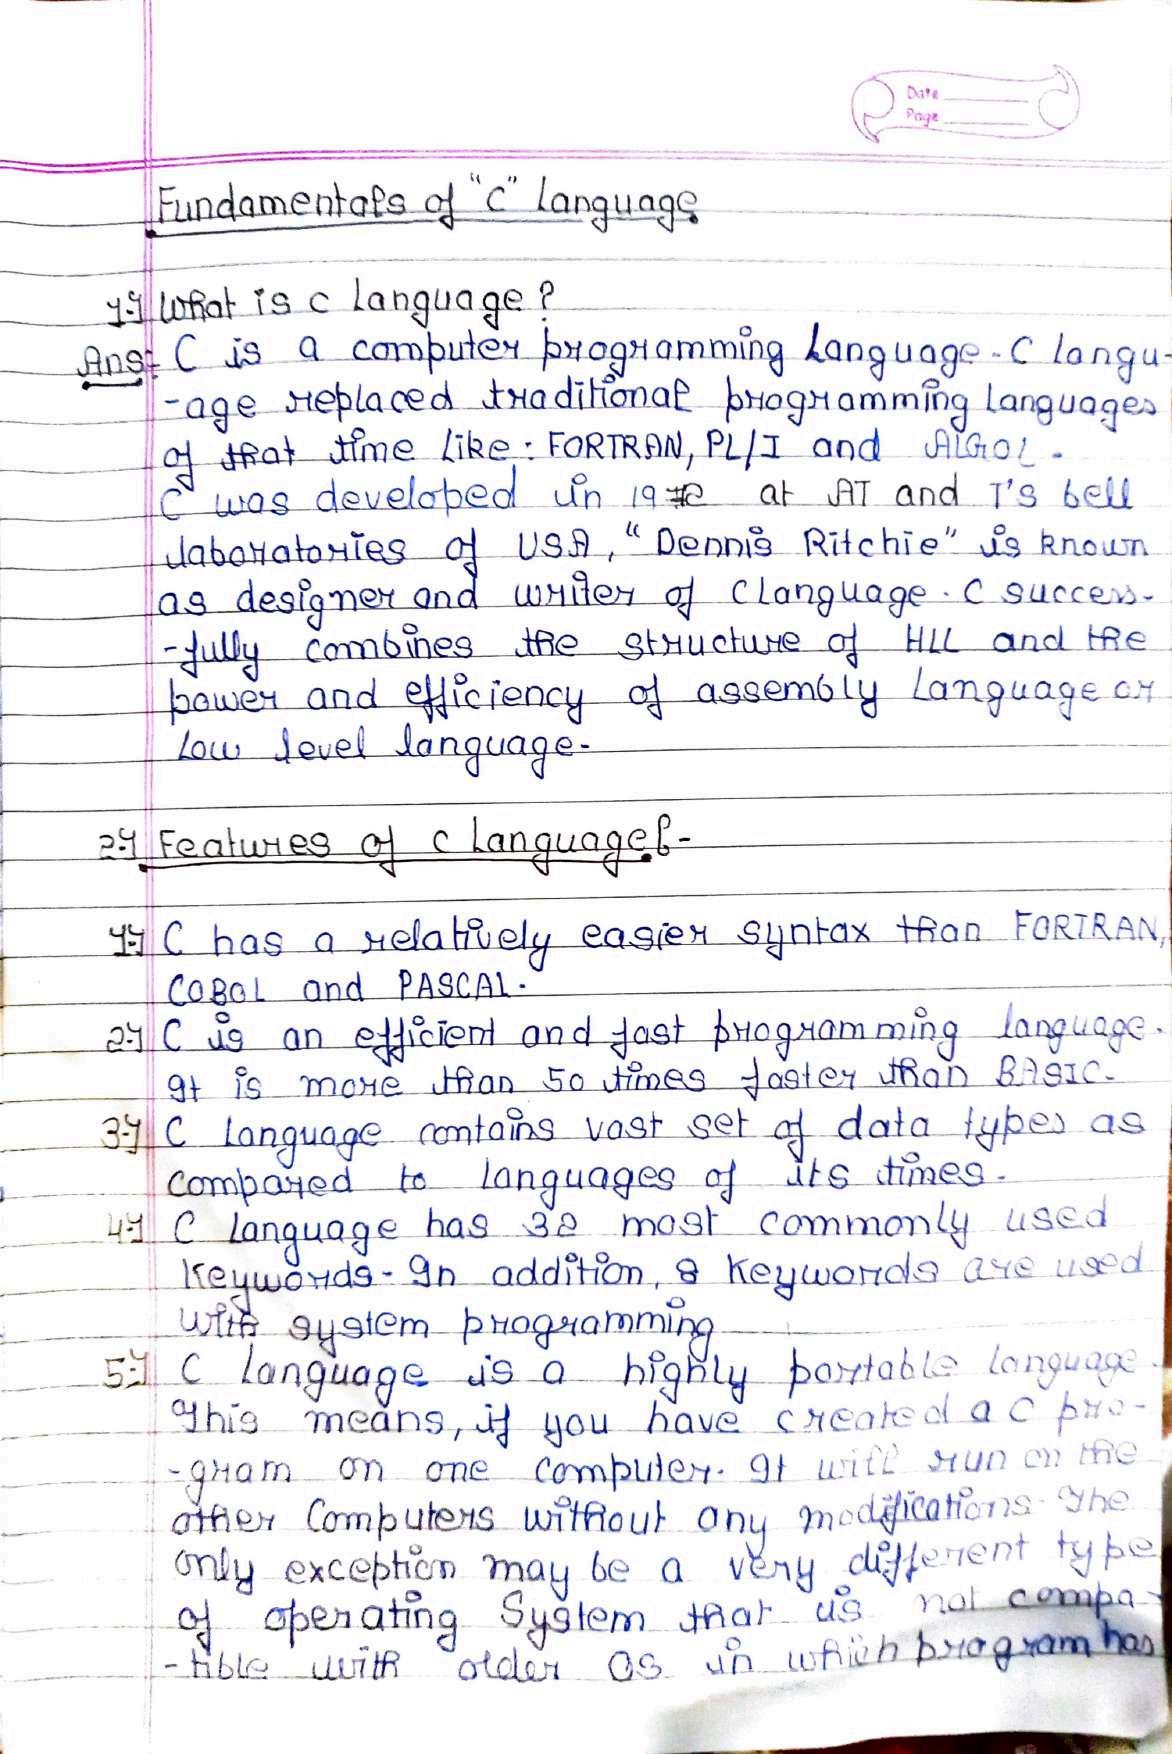 Date
Page
Fundamentals of "C" language
1.) What is C language?
Ans: C is a computer programming language. C langu-
-age replaced traditional programming languages
of that time like: FORTRAN, PL/I and ALGOL.
C was developed in 1972 at AT and T's bell
laboratories of USA, "Dennis Ritchie" is known
as designer and writer of C language. C success-
-fully combines the structure of HLL and the
power and efficiency of assembly language or
low level language.
2.) Features of C language:-
1.) C has a relatively easier syntax than FORTRAN,
COBOL and PASCAL.
2.) C is an efficient and fast programming language.
It is more than 50 times faster than BASIC.
3.) C language contains vast set of data types as
compared to languages of its times.
4.) C language has 32 most commonly used
keywords. In addition, 8 keywords are used
with system programming
5.) C language is a highly portable language.
This means, if you have created a C pro-
-gram on one computer. It will run on the
other computers without any modifications. The
only exception may be a very different type
of operating System that is not compa-
-tible with older OS in which program has